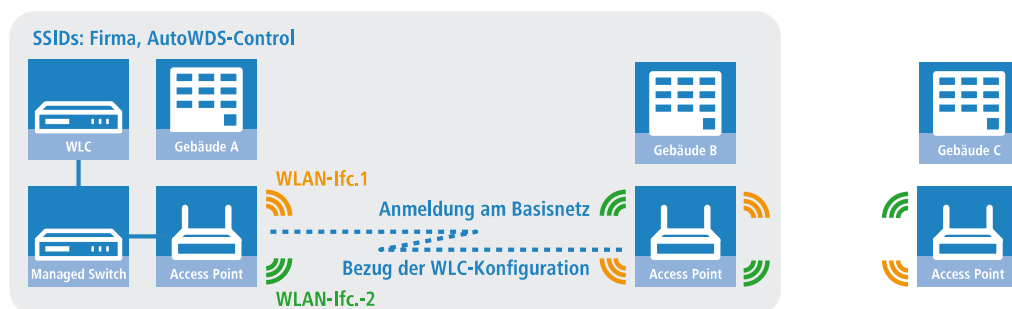 SSIDs: Firma, AutoWDS-Control
WLC
Gebäude A
Gebäude B
Gebäude C
WLAN-Ifc.1
Anmeldung am Basisnetz
Bezug der WLC-Konfiguration
Managed Switch
Access Point
Access Point
Access Point
WLAN-Ifc.-2